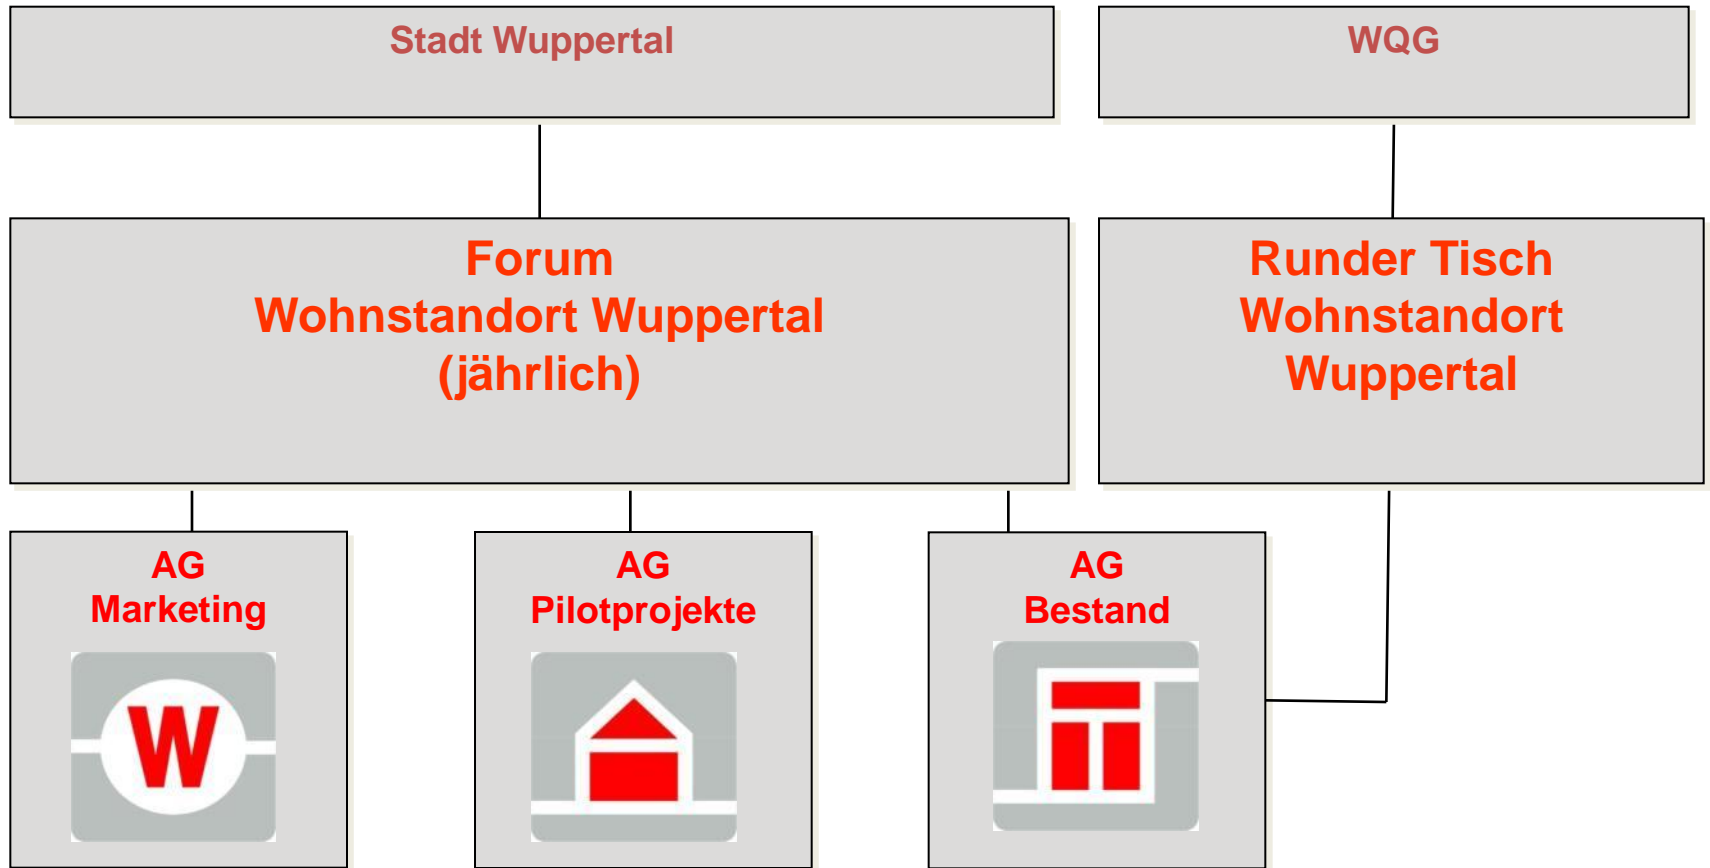 Stadt Wuppertal
WQG
Forum
Wohnstandort Wuppertal
(jährlich)
Runder Tisch
Wohnstandort
Wuppertal
AG
Marketing
W
AG
Pilotprojekte
AG
Bestand